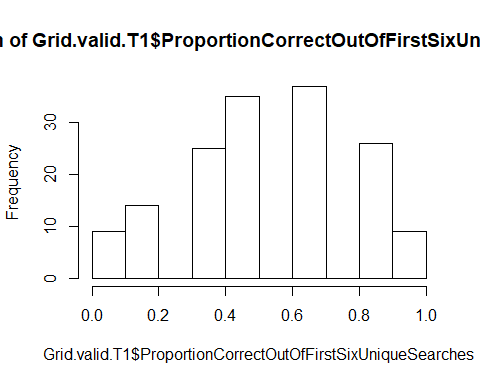 n of Grid.valid.T1$ProportionCorrectOutOfFirstSixUn
Frequency
30
20
10
0
0.0 0.2 0.4 0.6 0.8 1.0
Grid.valid.T1$ProportionCorrectOutOfFirstSixUniqueSearches